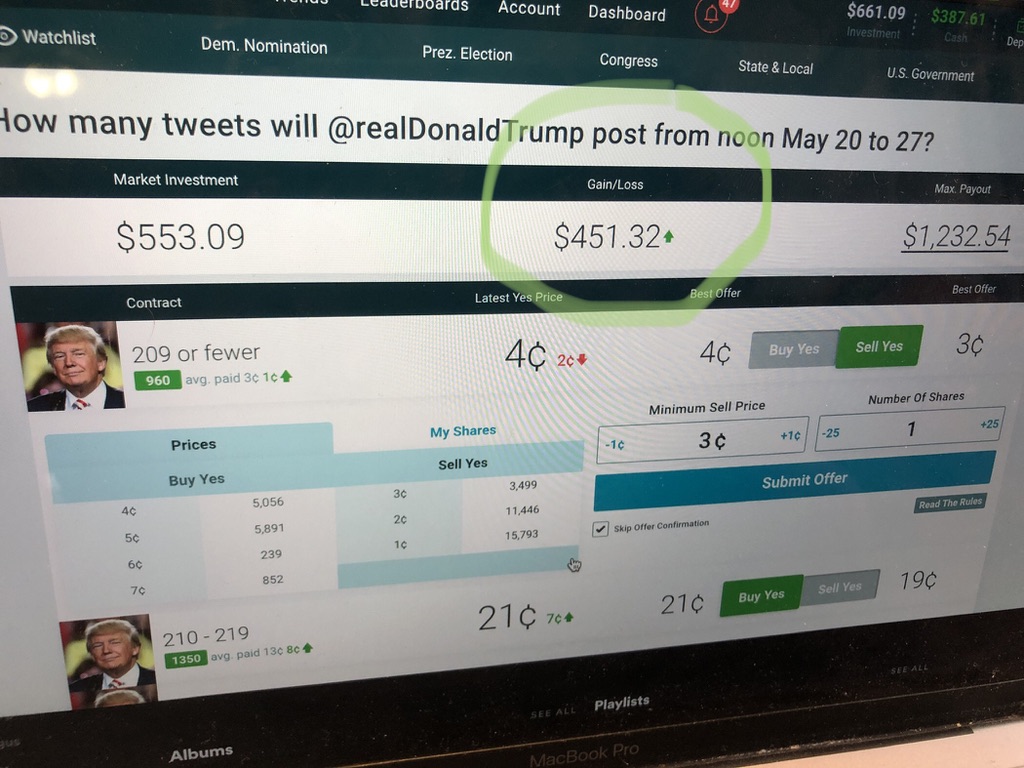 Leaderboards Account Dashboard 47 $661.09 $387.61
Investment Cash
Watchlist Dem. Nomination Prez. Election Congress State & Local U.S. Government
How many tweets will @realDonaldTrump post from noon May 20 to 27?
Market Investment Gain/Loss Max. Payout
$553.09 $451.32 $1,232.54
Contract Latest Yes Price Best Offer Best Offer
209 or fewer 4¢ 2¢ 4¢ Buy Yes Sell Yes 3¢
960 avg. paid 3¢ 1¢
Prices My Shares
Buy Yes Sell Yes
4¢ 5,056 3¢ 3,499
5¢ 5,891 2¢ 11,446
6¢ 239 1¢ 15,793
7¢ 852
Minimum Sell Price Number Of Shares
-1¢ 3¢ +1¢ -25 1 +25
Submit Offer
Skip Offer Confirmation Read The Rules
210 - 219 21¢ 7¢ 21¢ Buy Yes Sell Yes 19¢
1350 avg. paid 13¢ 8¢
SEE ALL Playlists SEE ALL
Albums
MacBook Pro